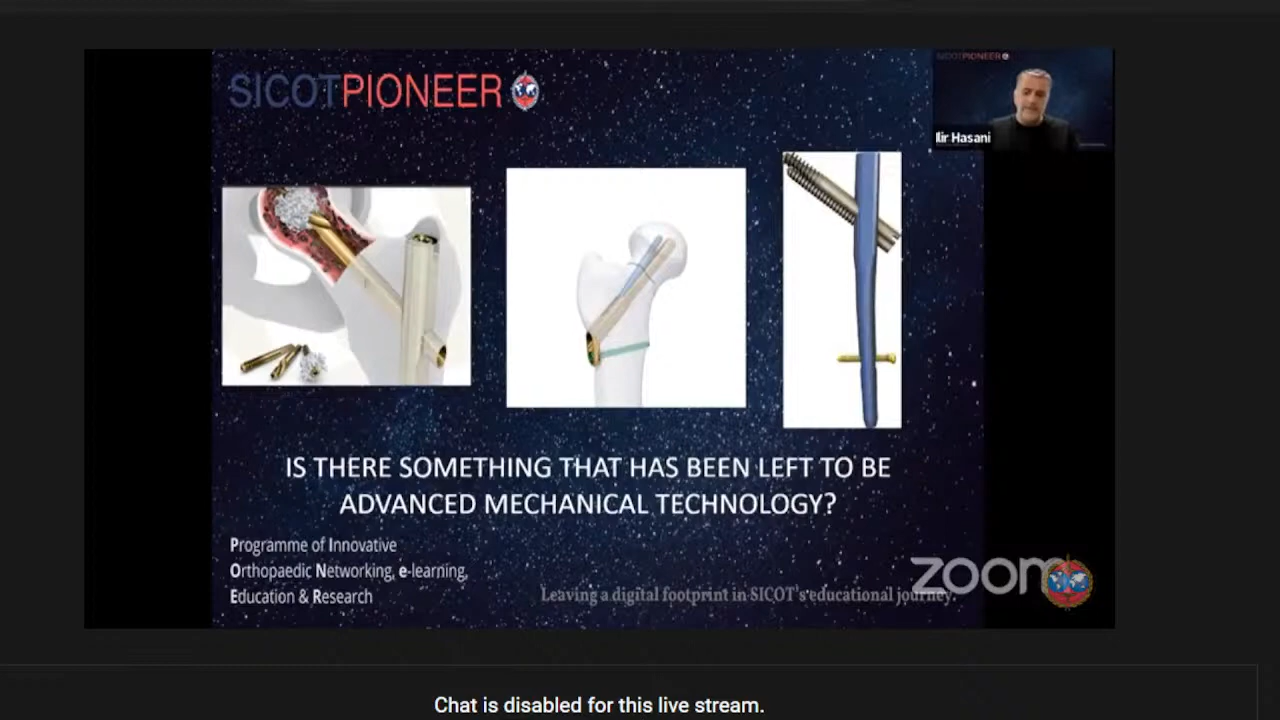 SICOTPIONEER
SICOTPIONEER
Ilir Hasani
IS THERE SOMETHING THAT HAS BEEN LEFT TO BE
ADVANCED MECHANICAL TECHNOLOGY?
Programme of Innovative
Orthopaedic Networking, e-learning,
Education & Research
Leaving a digital footprint in SICOT's educational journey.
zoom
Chat is disabled for this live stream.